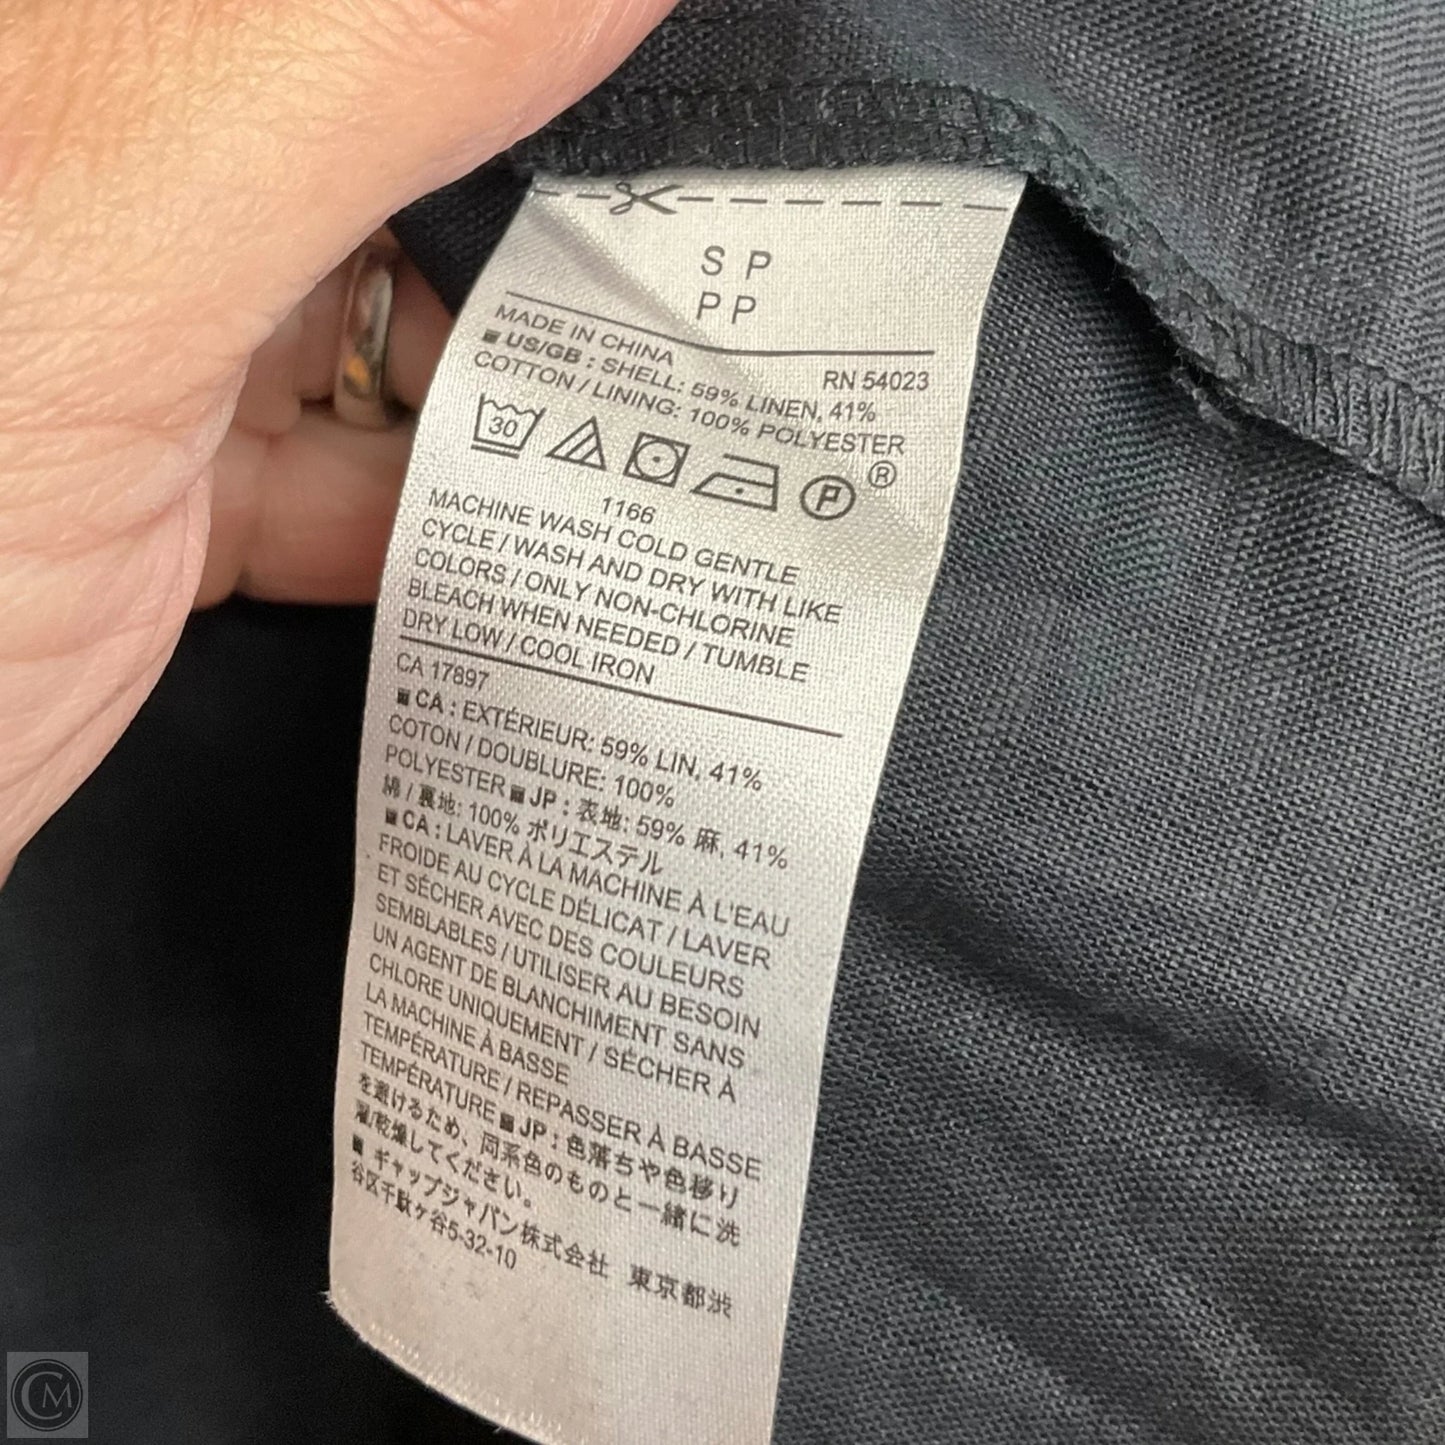 S P
P P
MADE IN CHINA
RN 54023
US/GB : SHELL: 59% LINEN, 41%
COTTON / LINING: 100% POLYESTER
30
P
®
1166
MACHINE WASH COLD GENTLE
CYCLE / WASH AND DRY WITH LIKE
COLORS / ONLY NON-CHLORINE
BLEACH WHEN NEEDED / TUMBLE
DRY LOW / COOL IRON
CA 17897
CA : EXTÉRIEUR: 59% LIN, 41%
COTON / DOUBLURE: 100%
POLYESTER JP : 表地: 59% 麻, 41%
綿 / 裏地: 100% ポリエステル
CA : LAVER À LA MACHINE À L'EAU
FROIDE AU CYCLE DÉLICAT / LAVER
ET SÉCHER AVEC DES COULEURS
SEMBLABLES / UTILISER AU BESOIN
UN AGENT DE BLANCHIMENT SANS
CHLORE UNIQUEMENT / SÉCHER À
LA MACHINE À BASSE
TEMPÉRATURE / REPASSER À BASSE
TEMPÉRATURE JP : 色落ちや色移り
を避けるため、同系色のものと一緒に洗
濯/乾燥してください。
ギャップジャパン株式会社 東京都渋
谷区千駄ヶ谷5-32-10
CM